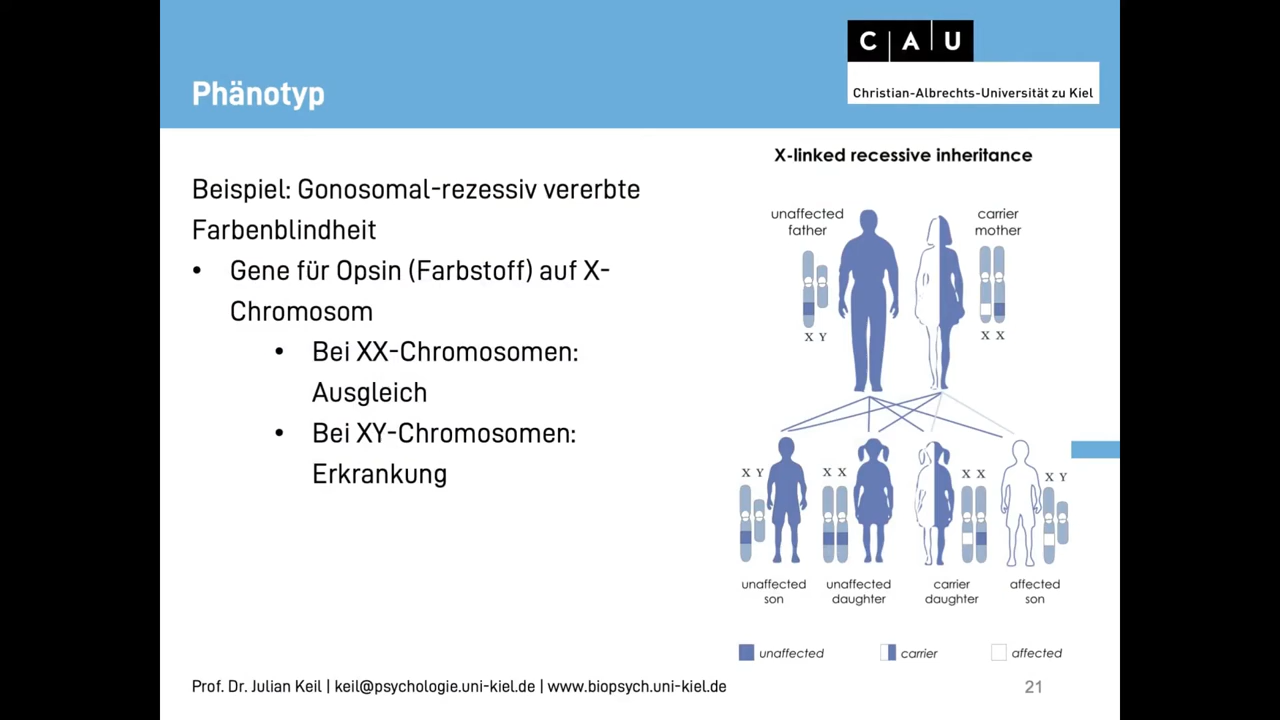 C A U
Christian-Albrechts-Universität zu Kiel
Phänotyp
Beispiel: Gonosomal-rezessiv vererbte
Farbenblindheit
• Gene für Opsin (Farbstoff) auf X-
Chromosom
• Bei XX-Chromosomen:
Ausgleich
• Bei XY-Chromosomen:
Erkrankung
X-linked recessive inheritance
unaffected
father
carrier
mother
X Y
X X
X Y
X X
X X
X Y
unaffected
son
unaffected
daughter
carrier
daughter
affected
son
unaffected
carrier
affected
Prof. Dr. Julian Keil | keil@psychologie.uni-kiel.de | www.biopsych.uni-kiel.de
21